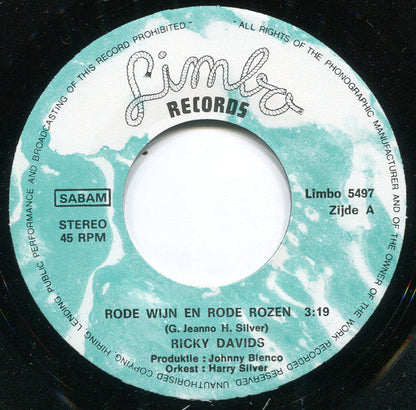 "ALL RIGHTS OF THE PHONOGRAPHIC MANUFACTURER AND OF THE OWNER OF THE WORK RECORDED RESERVED. UNAUTHORISED COPYING, HIRING, LENDING, PUBLIC PERFORMANCE AND BROADCASTING OF THIS RECORD PROHIBITED."
Limbo
RECORDS
SABAM
STEREO
45 RPM
Limbo 5497
Zijde A
RODE WIJN EN RODE ROZEN 3:19
(G. Jeanno H. Silver)
RICKY DAVIDS
Produktie : Johnny Blenco
Orkest : Harry Silver